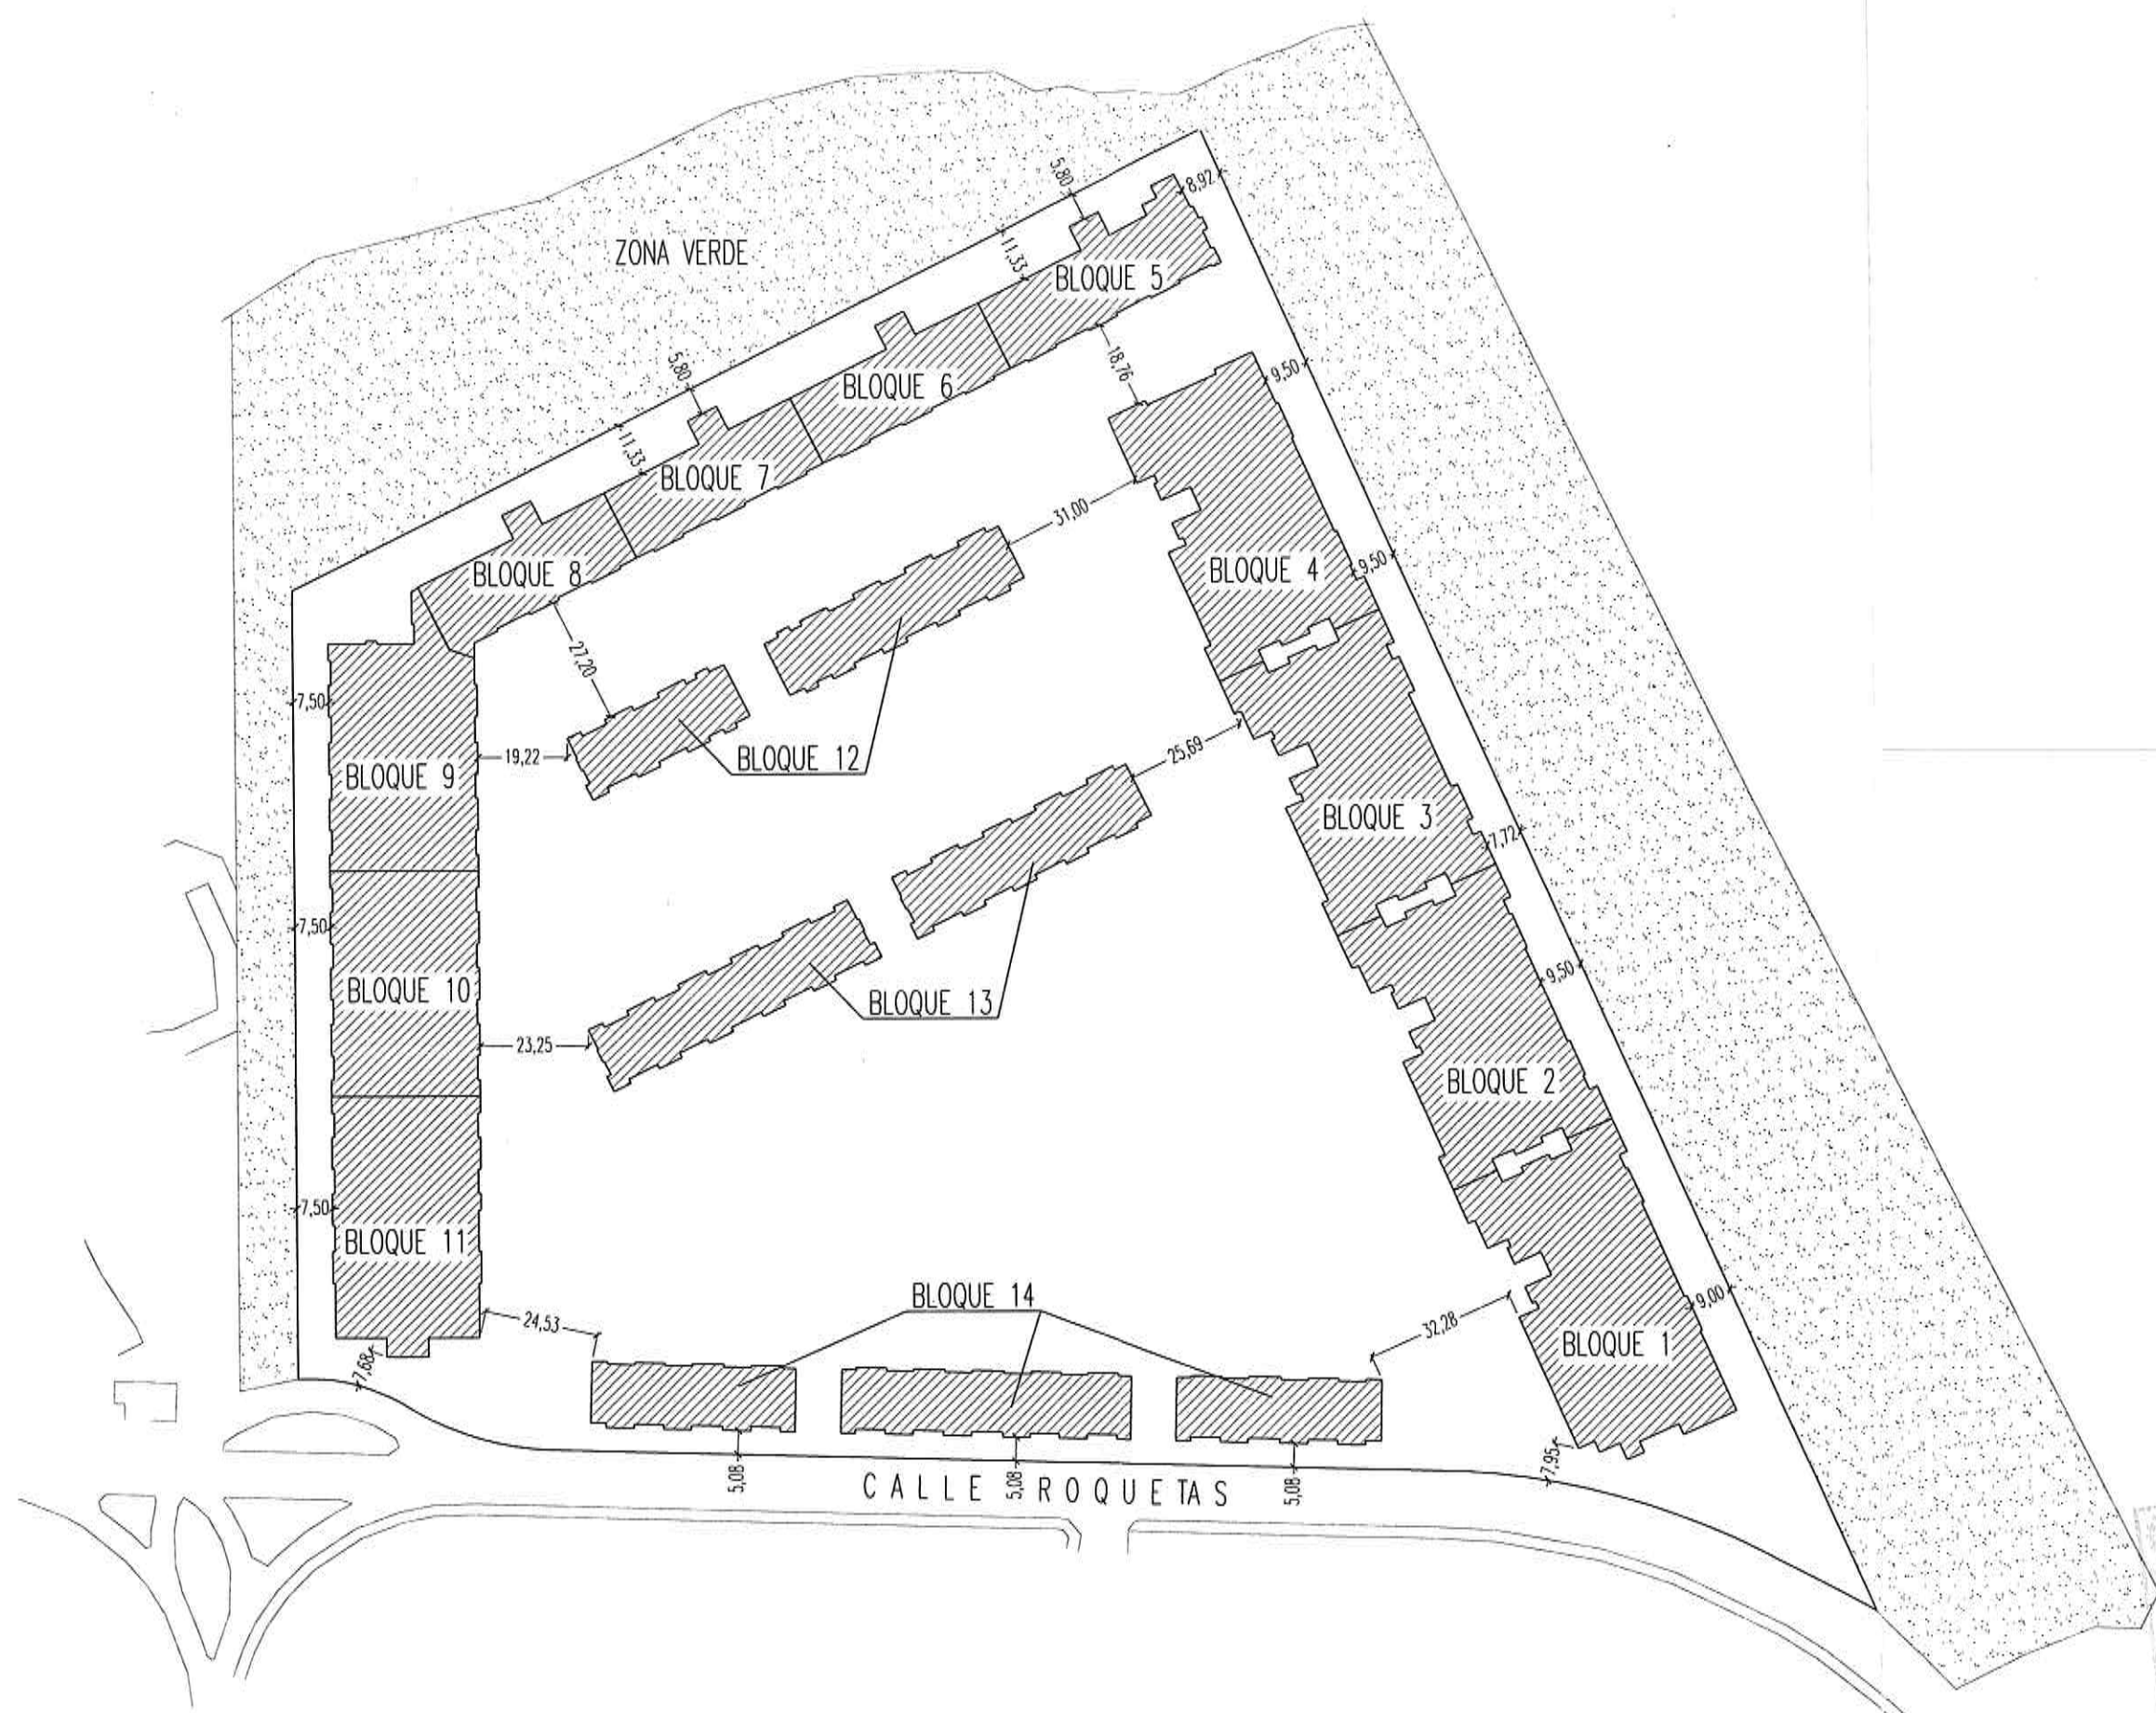 5,80
8,92
ZONA VERDE
11,33
BLOQUE 5
5,80
18,76
9,50
BLOQUE 6
11,33
BLOQUE 7
31,00
BLOQUE 8
BLOQUE 4
9,50
27,20
7,50
19,22
BLOQUE 12
25,69
BLOQUE 9
BLOQUE 3
7,72
7,50
BLOQUE 10
BLOQUE 13
9,50
23,25
BLOQUE 2
7,50
BLOQUE 11
BLOQUE 14
9,00
24,53
32,28
BLOQUE 1
7,68
7,95
5,08
5,08
5,08
CALLE ROQUETAS